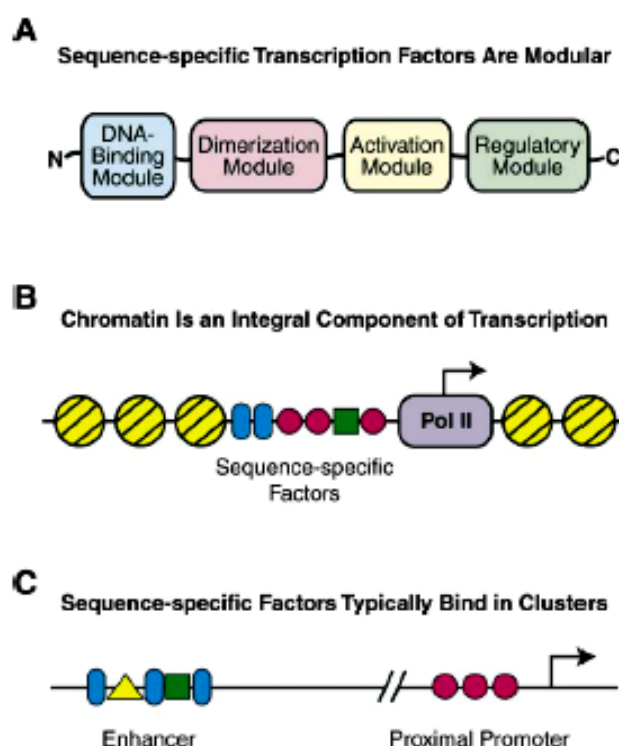 A
Sequence-specific Transcription Factors Are Modular
N
DNA-
Binding
Module
Dimerization
Module
Activation
Module
Regulatory
Module
C
B
Chromatin Is an Integral Component of Transcription
Pol II
Sequence-specific
Factors
C
Sequence-specific Factors Typically Bind in Clusters
Enhancer
Proximal Promoter